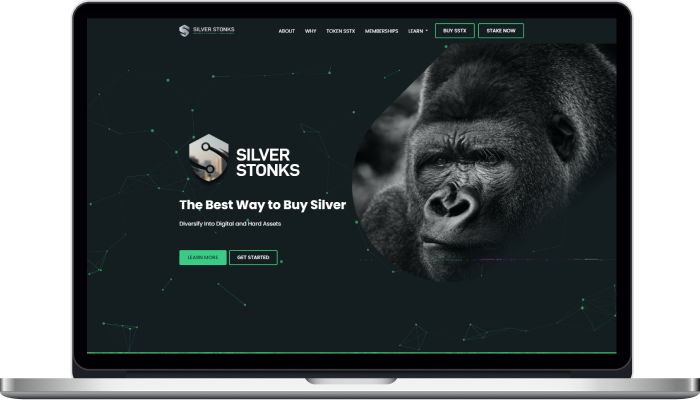 SILVER STONKS
ABOUT WHY TOKEN SSTX MEMBERSHIPS LEARN BUY SSTX STAKE NOW
SILVER
STONKS
The Best Way to Buy Silver
Diversify Into Digital and Hard Assets
LEARN MORE GET STARTED